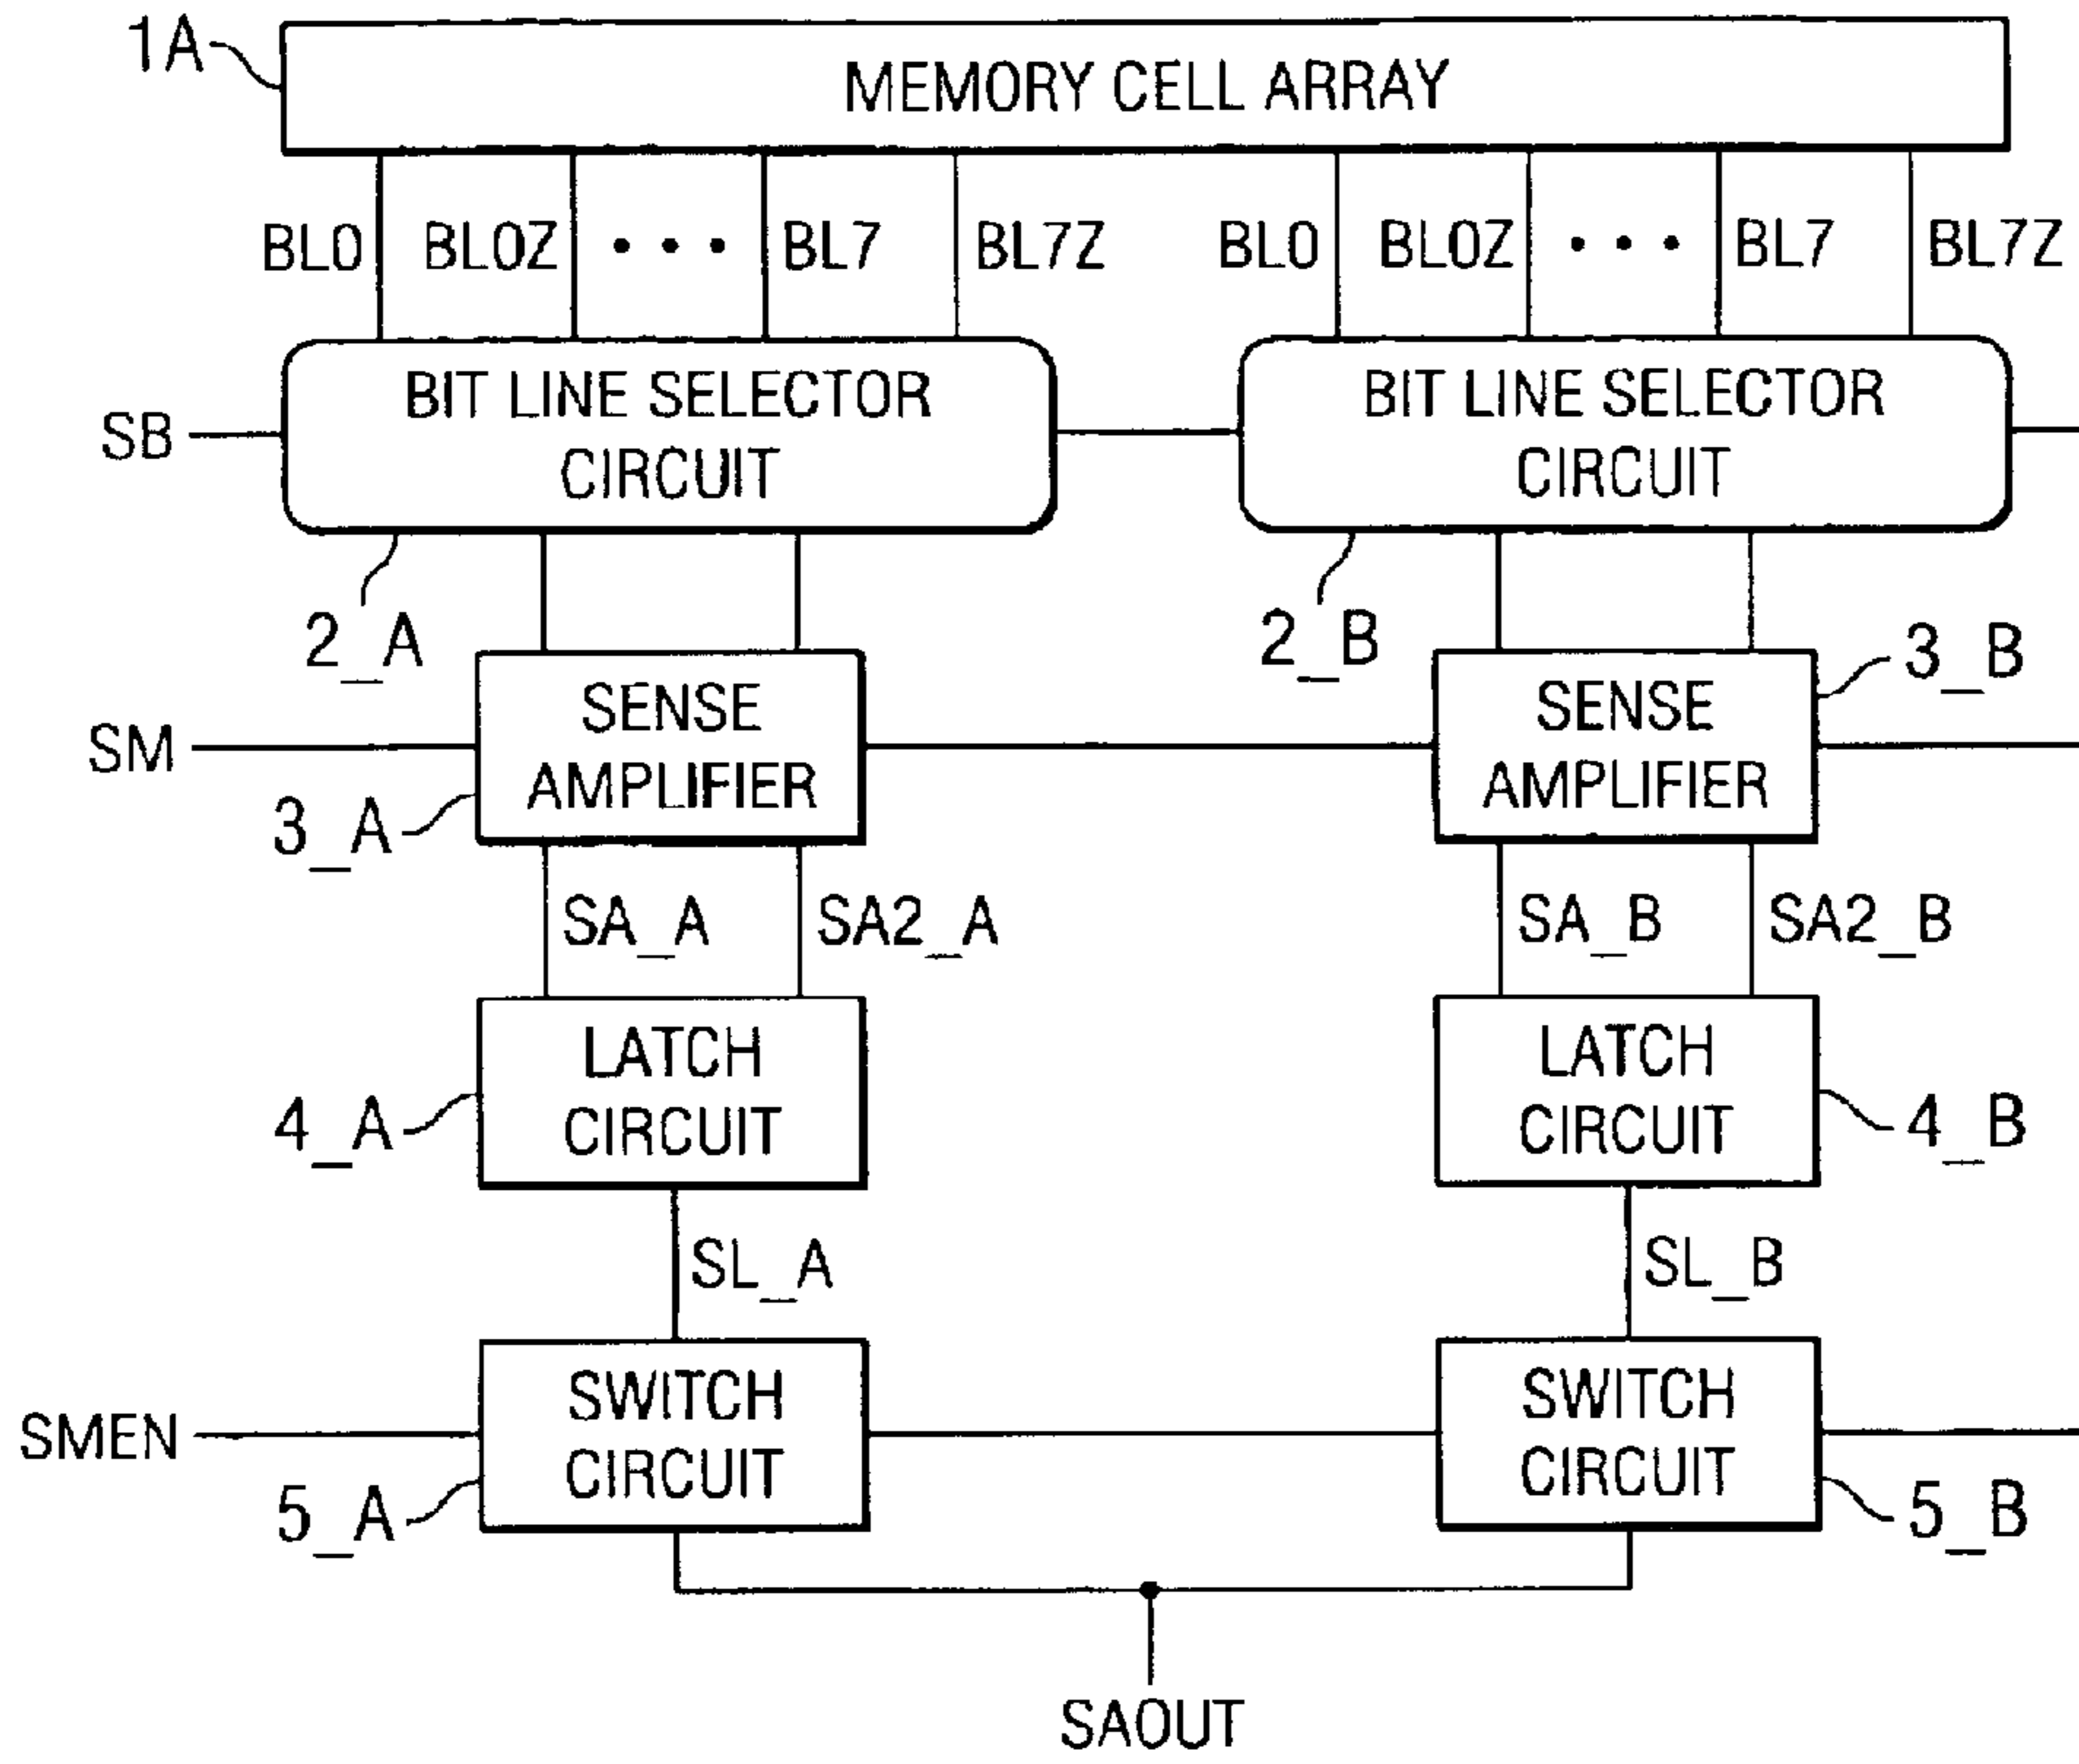 1A
MEMORY CELL ARRAY
BL0 BL0Z ••• BL7 BL7Z BL0 BL0Z ••• BL7 BL7Z
SB
BIT LINE SELECTOR
CIRCUIT
BIT LINE SELECTOR
CIRCUIT
2_A
2_B
SM
SENSE
AMPLIFIER
3_A
SENSE
AMPLIFIER
3_B
SA_A SA2_A SA_B SA2_B
LATCH
CIRCUIT
4_A
LATCH
CIRCUIT
4_B
SL_A SL_B
SMEN
SWITCH
CIRCUIT
5_A
SWITCH
CIRCUIT
5_B
SAOUT